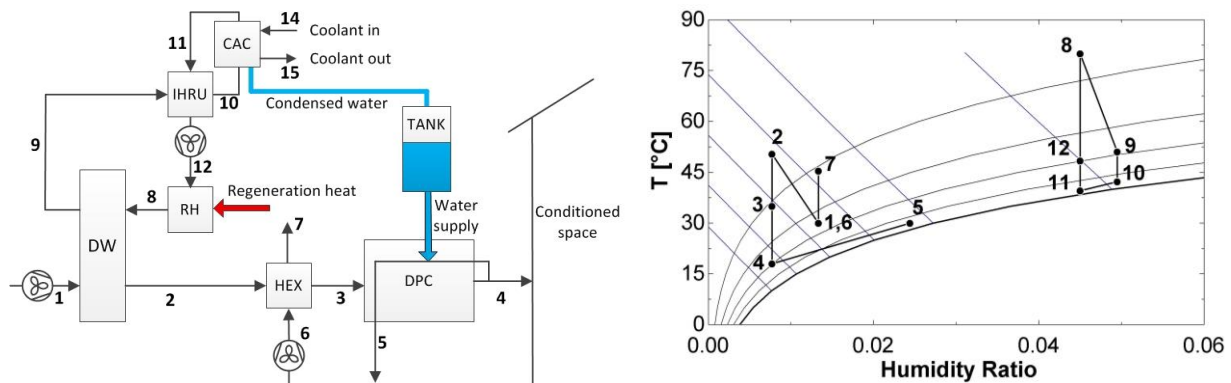 14
Coolant in
11
CAC
Coolant out
15
IHRU
10
Condensed water
TANK
9
12
8
Regeneration heat
RH
Water
supply
Conditioned
space
DW
7
HEX
DPC
1
2
3
4
6
5
90
75
60
45
30
15
0
T [°C]
8
2
7
12
9
3
11
10
1,6
5
4
0.00
0.02
0.04
0.06
Humidity Ratio